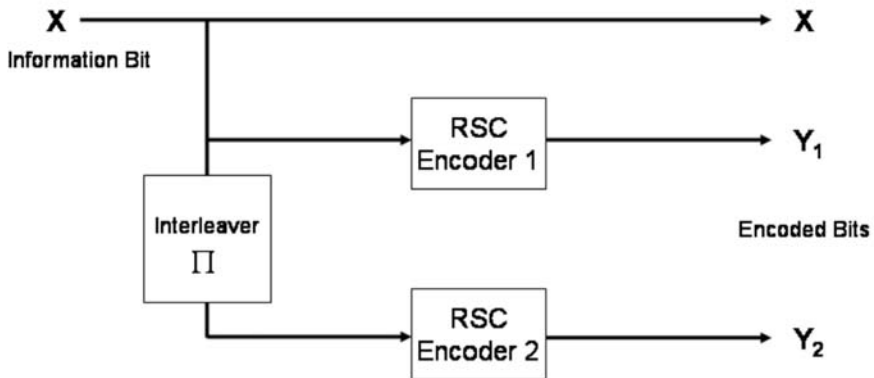 X
X
Information Bit
RSC
Encoder 1
Y₁
Interleaver
Π
Encoded Bits
RSC
Encoder 2
Y₂